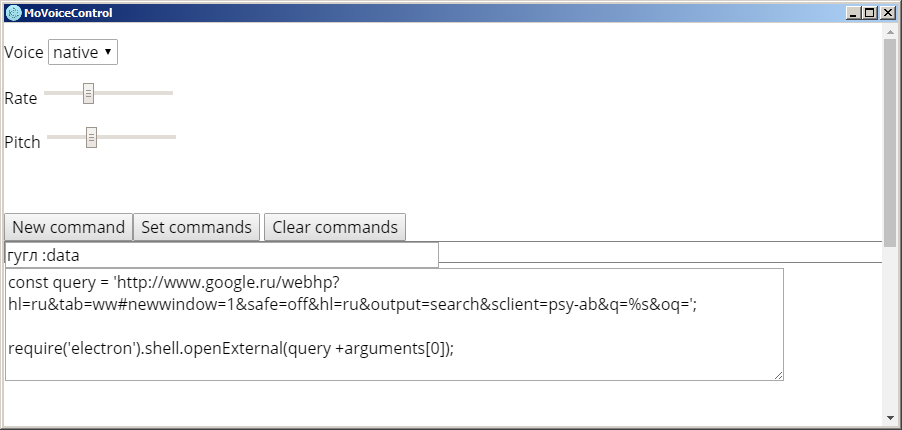 MoVoiceControl
Voice native
Rate
Pitch
New command Set commands Clear commands
гугл :data
const query = 'http://www.google.ru/webhp?
hl=ru&tab=ww#newwindow=1&safe=off&hl=ru&output=search&sclient=psy-ab&q=%s&oq=';
require('electron').shell.openExternal(query +arguments[0]);